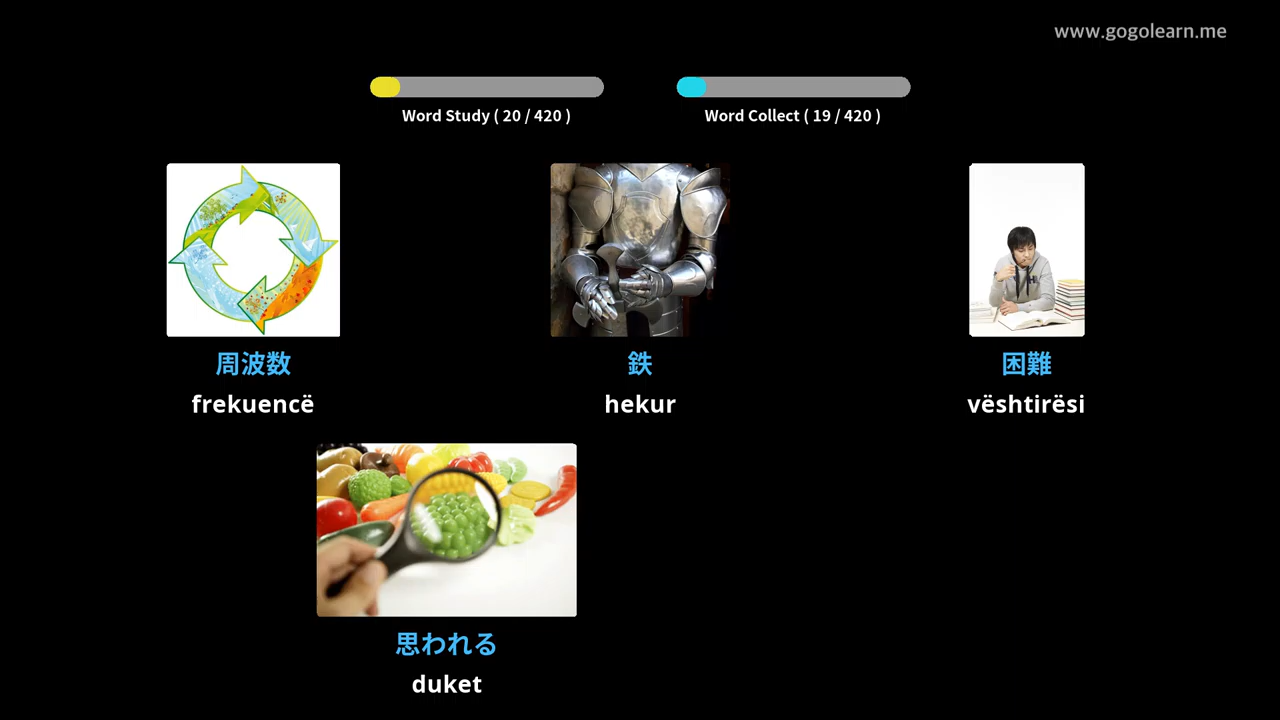 www.gogolearn.me
Word Study ( 20 / 420 )
Word Collect ( 19 / 420 )
周波数
frekuencë
鉄
hekur
困難
vështirësi
思われる
duket